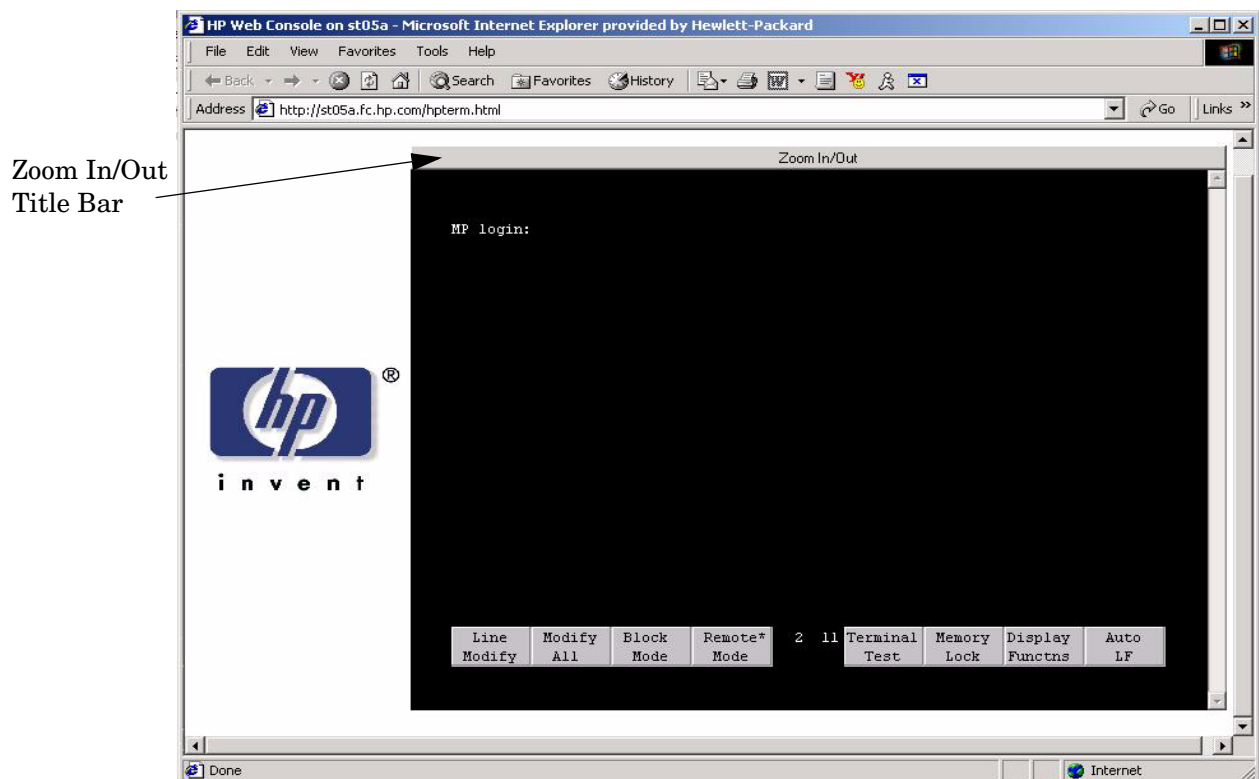 HP Web Console on st05a - Microsoft Internet Explorer provided by Hewlett-Packard
File Edit View Favorites Tools Help
Back Search Favorites History
Address http://st05a.fc.hp.com/hpterm.html Go Links »
Zoom In/Out
Title Bar
Zoom In/Out
MP login:
hp ®
invent
Line Modify Block Remote* 2 11 Terminal Memory Display Auto
Modify All Mode Mode Test Lock Functns LF
Done Internet